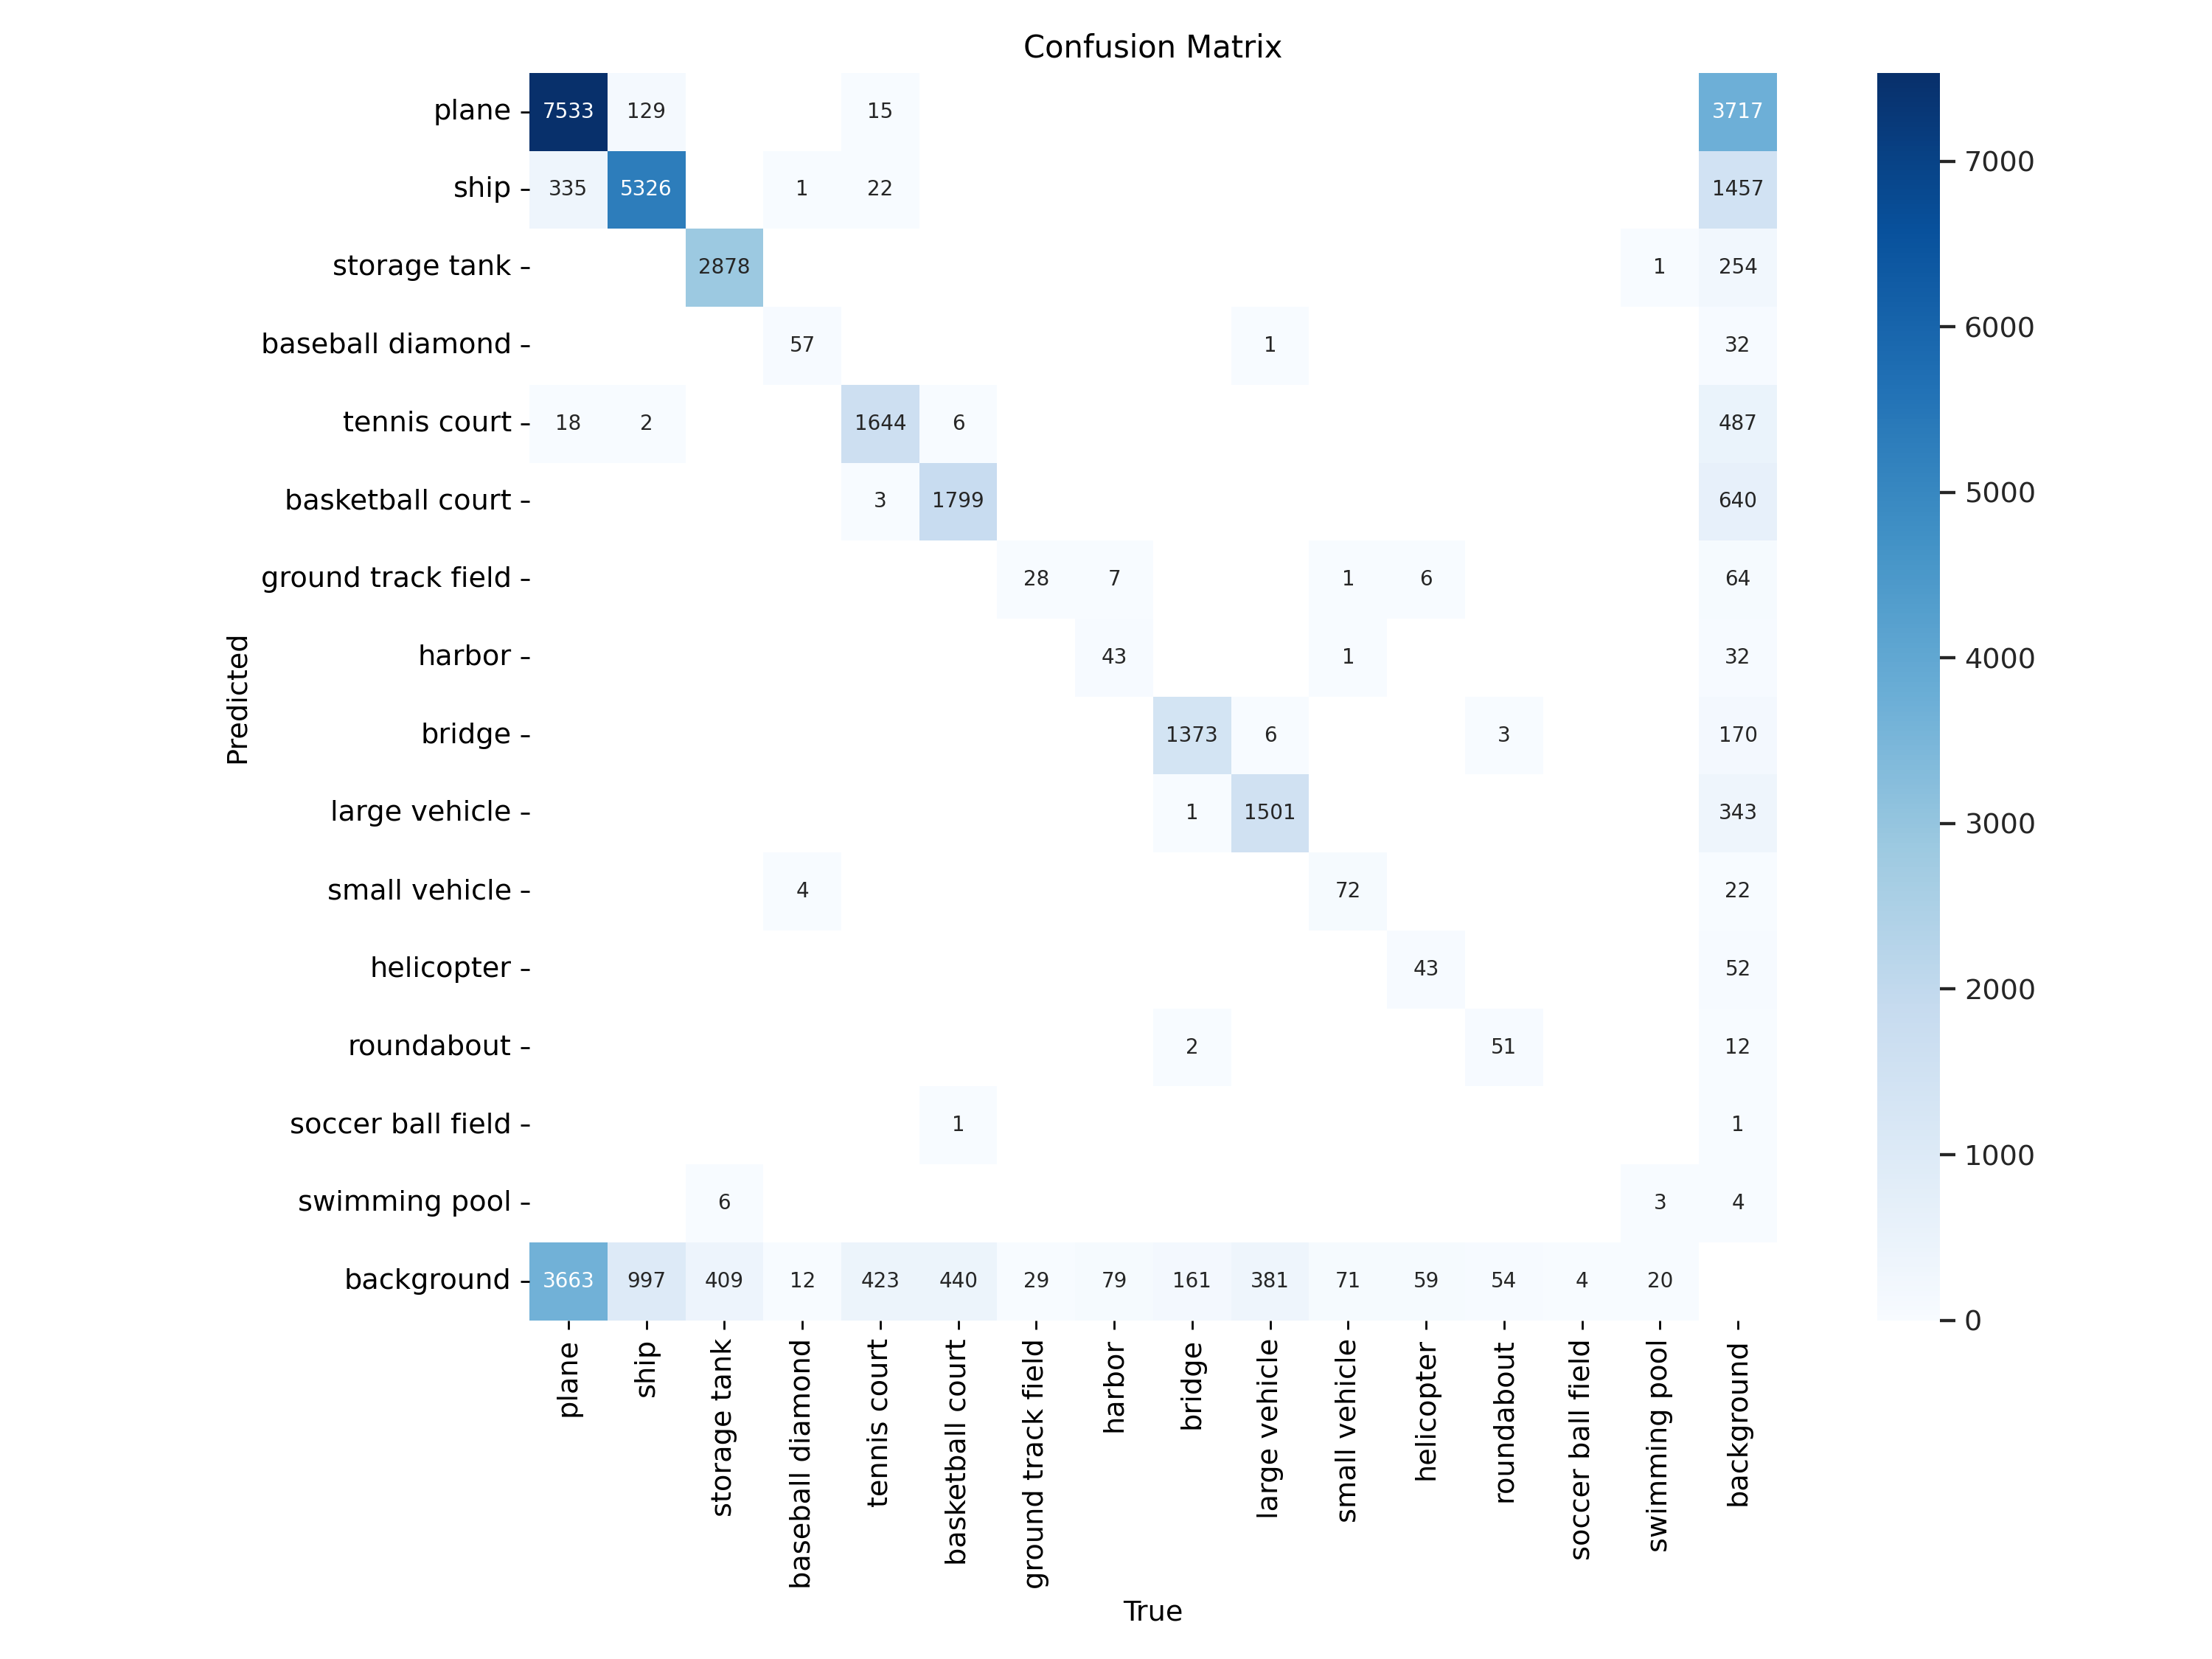 Confusion Matrix
plane 7533 129 15 3717
ship 335 5326 1 22 1457
storage tank 2878 1 254
baseball diamond 57 1 32
tennis court 18 2 1644 6 487
basketball court 3 1799 640
ground track field 28 7 1 6 64
harbor 43 1 32
bridge 1373 6 3 170
large vehicle 1 1501 343
small vehicle 4 72 22
helicopter 43 52
roundabout 2 51 12
soccer ball field 1 1
swimming pool 6 3 4
background 3663 997 409 12 423 440 29 79 161 381 71 59 54 4 20
Predicted
plane
ship
storage tank
baseball diamond
tennis court
basketball court
ground track field
harbor
bridge
large vehicle
small vehicle
helicopter
roundabout
soccer ball field
swimming pool
background
True
7000
6000
5000
4000
3000
2000
1000
0